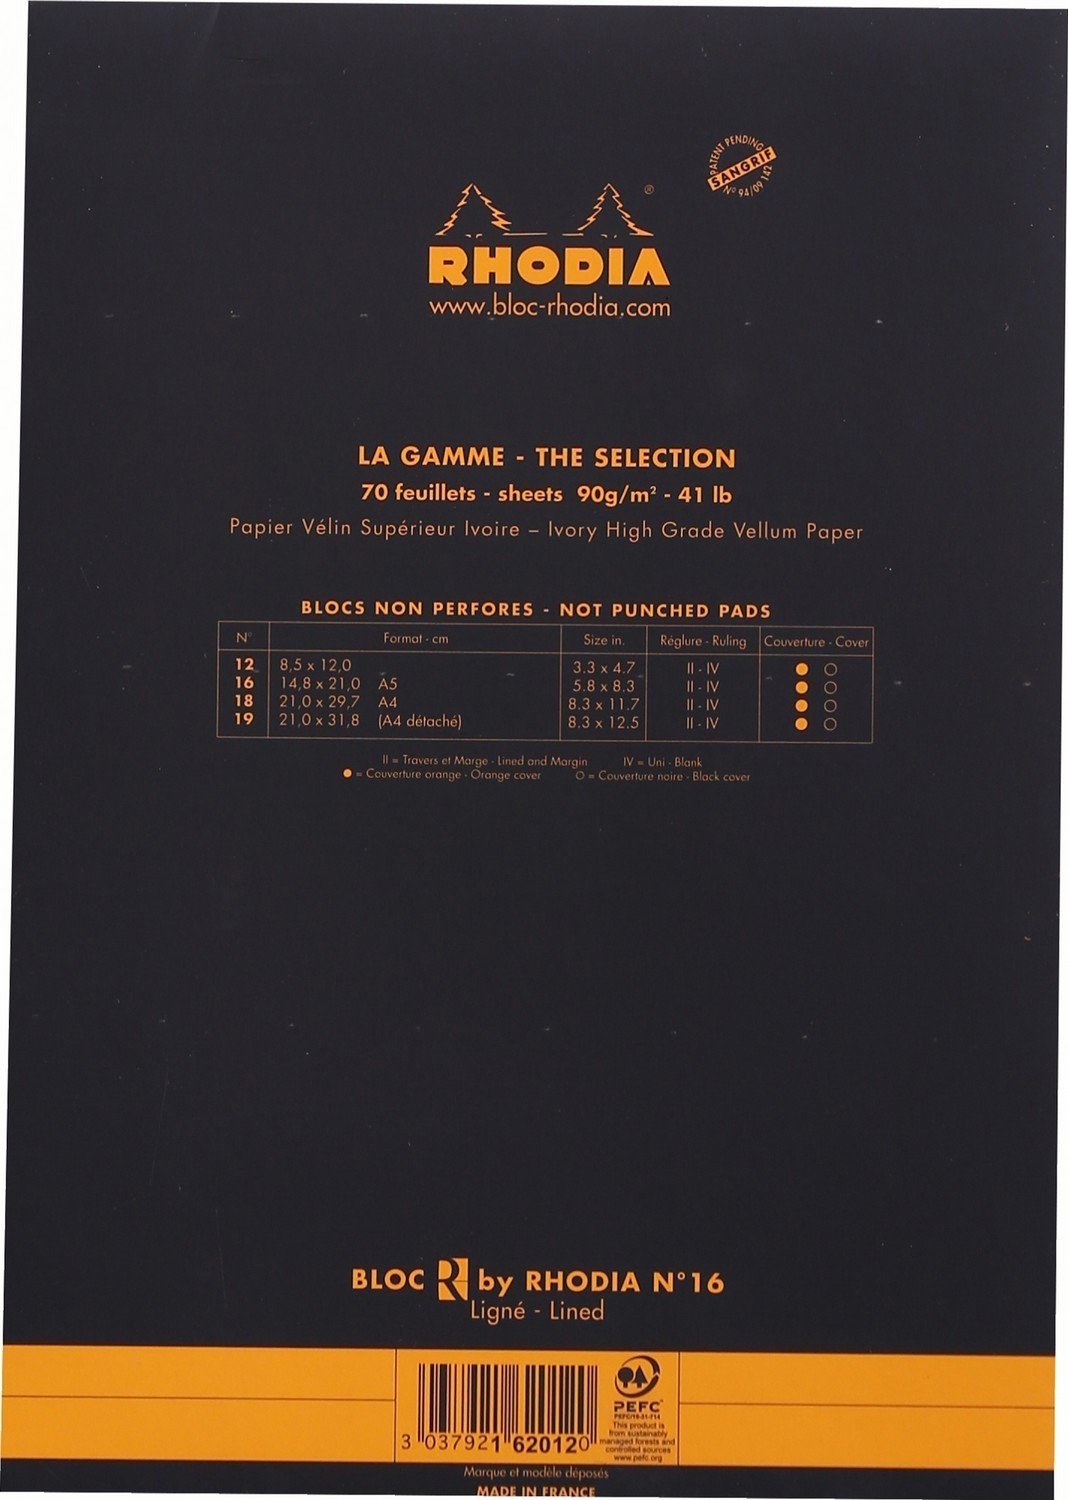 PATENT PENDING
SANGRIF
N° 94/09 142
®
RHODIA
www.bloc-rhodia.com
LA GAMME - THE SELECTION
70 feuillets - sheets 90g/m² - 41 lb
Papier Vélin Supérieur Ivoire – Ivory High Grade Vellum Paper
BLOCS NON PERFORES - NOT PUNCHED PADS
N° Format - cm Size in. Réglure - Ruling Couverture - Cover
12 8,5 x 12,0 3.3 x 4.7 II - IV
16 14,8 x 21,0 A5 5.8 x 8.3 II - IV
18 21,0 x 29,7 A4 8.3 x 11.7 II - IV
19 21,0 x 31,8 (A4 détaché) 8.3 x 12.5 II - IV
II = Travers et Marge - Lined and Margin IV = Uni - Blank
= Couverture orange - Orange cover O = Couverture noire - Black cover
BLOC R by RHODIA N°16
Ligné - Lined
3 037921 620120
PEFC™
PEFC/10-31-714
This product is
from sustainably
managed forests and
controlled sources
www.pefc.org
Marque et modèle déposés
MADE IN FRANCE